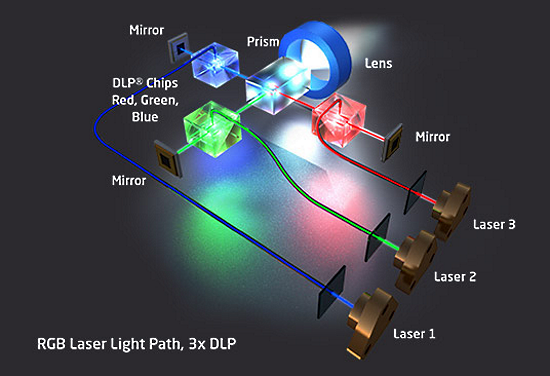 Mirror
Prism
Lens
DLP® Chips
Red, Green,
Blue
Mirror
Mirror
Laser 3
Laser 2
Laser 1
RGB Laser Light Path, 3x DLP